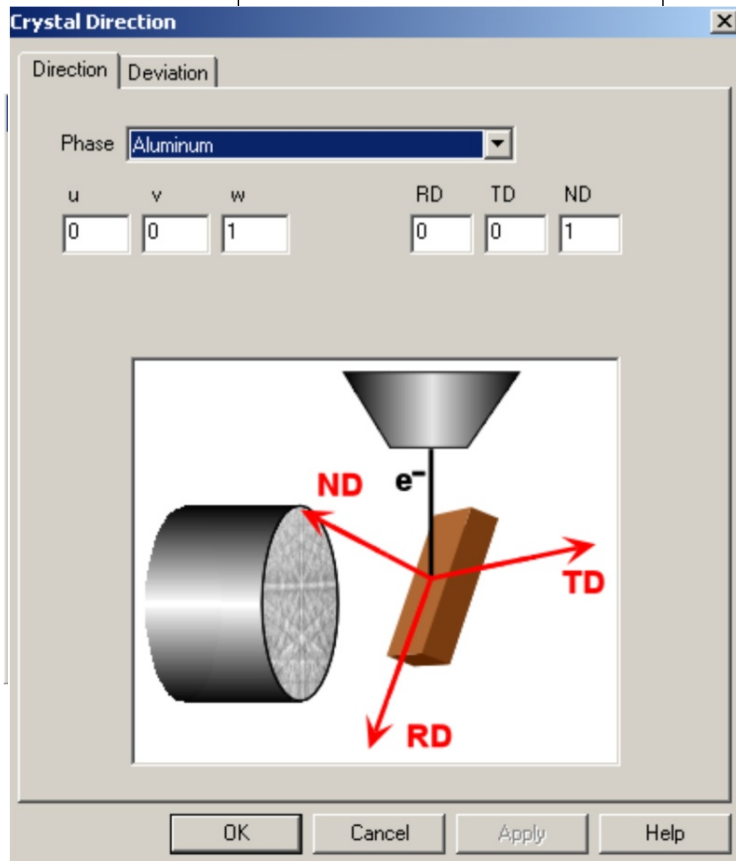 Crystal Direction
Direction Deviation
Phase Aluminum
u v w RD TD ND
0 0 1 0 0 1
e⁻
ND
TD
RD
OK Cancel Apply Help